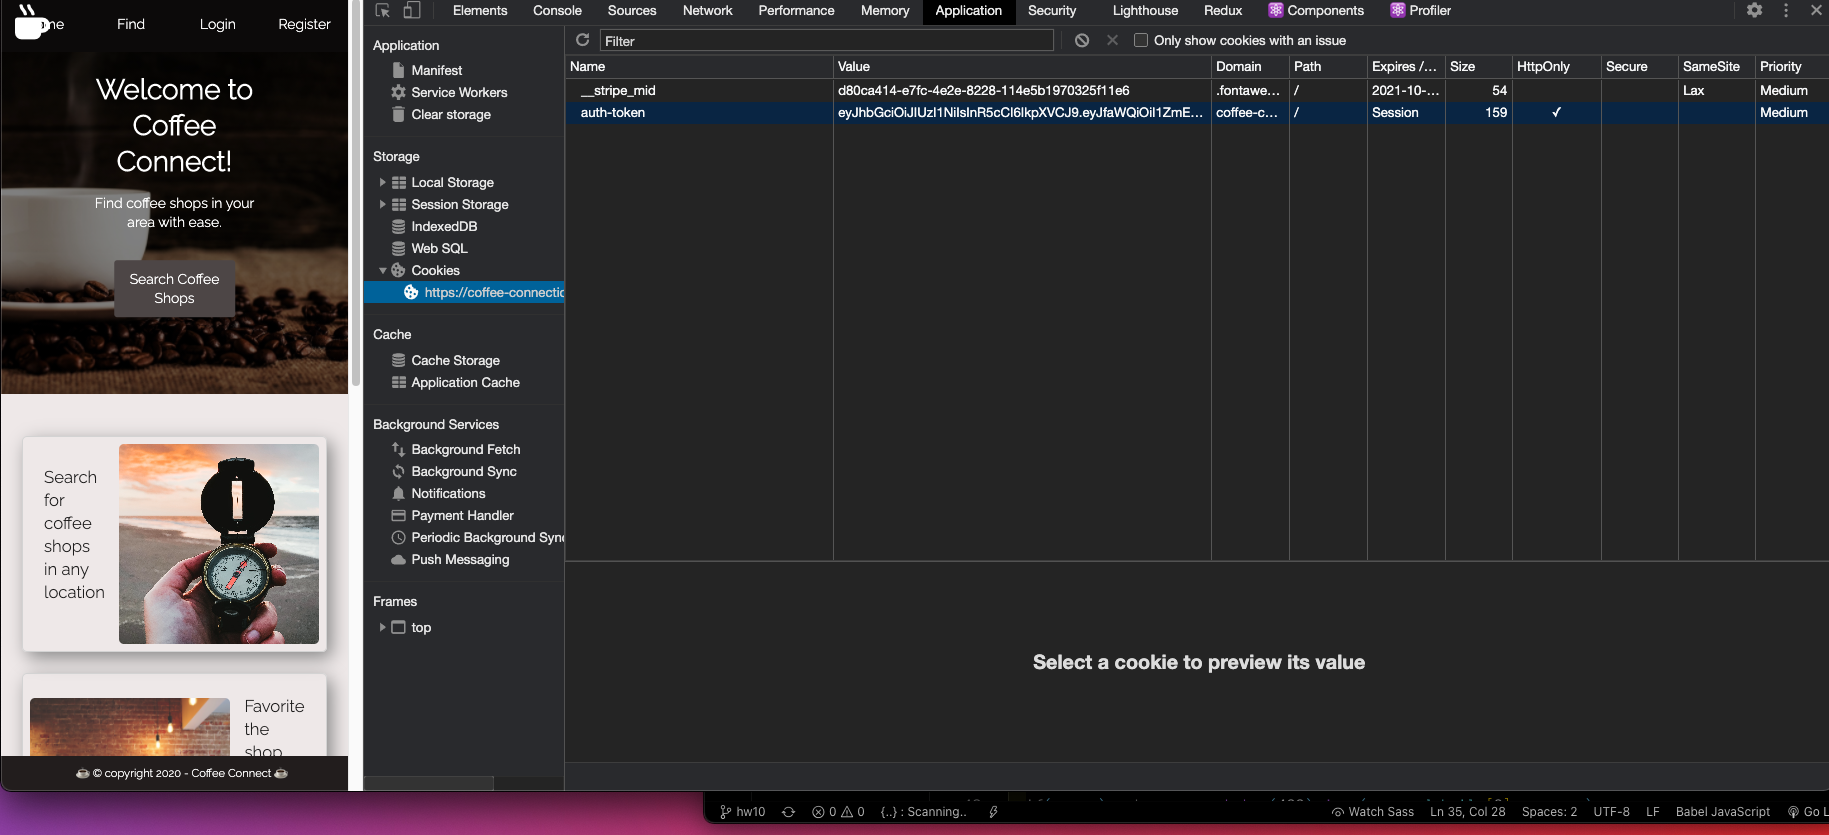 me Find Login Register
Welcome to
Coffee
Connect!
Find coffee shops in your
area with ease.
Search Coffee
Shops
Search
for
coffee
shops
in any
location
Favorite
the
shop
© copyright 2020 - Coffee Connect
Elements Console Sources Network Performance Memory Application Security Lighthouse Redux Components Profiler
Application
Manifest
Service Workers
Clear storage
Storage
Local Storage
Session Storage
IndexedDB
Web SQL
Cookies
https://coffee-connectic
Cache
Cache Storage
Application Cache
Background Services
Background Fetch
Background Sync
Notifications
Payment Handler
Periodic Background Syn
Push Messaging
Frames
top
Filter Only show cookies with an issue
Name Value Domain Path Expires /... Size HttpOnly Secure SameSite Priority
__stripe_mid d80ca414-e7fc-4e2e-8228-114e5b1970325f11e6 .fontawe... / 2021-10-... 54 Lax Medium
auth-token eyJhbGciOiJIUzI1NiIsInR5cCI6IkpXVCJ9.eyJfaWQiOiI1ZmE... coffee-c... / Session 159 ✓ Medium
Select a cookie to preview its value
hw10 0 0 {..} : Scanning.. Watch Sass Ln 35, Col 28 Spaces: 2 UTF-8 LF Babel JavaScript Go L